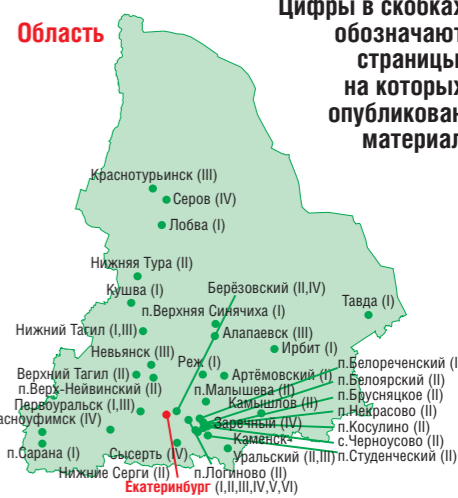 Область
Цифры в скобках
обозначают
страницы,
на которых
опубликован
материал
Краснотурьинск (III)
Серов (IV)
Лобва (I)
Нижняя Тура (II)
Кушва (I)
Берёзовский (II,IV)
п.Верхняя Синячиха (I)
Тавда (I)
Нижний Тагил (I,III)
Алапаевск (III)
Ирбит (I)
Невьянск (III)
Реж (I)
Верхний Тагил (II)
Артёмовский (I)
п.Верх-Нейвинский (II)
п.Малышева (II)
Первоуральск (I,III)
Камышлов (II)
Заречный (IV)
п.Белореченский (I
п.Белоярский (II)
п.Брусняцкое (II)
п.Некрасово (II)
п.Косулино (II)
с.Черноусово (II)
п.Студенческий (II)
асноуфимск (IV)
Каменск-
Уральский (II,III)
п.Сарана (I)
Сысерть (IV)
п.Логиново (II)
Нижние Серги (II)
Екатеринбург (I,II,III,IV,V,VI)